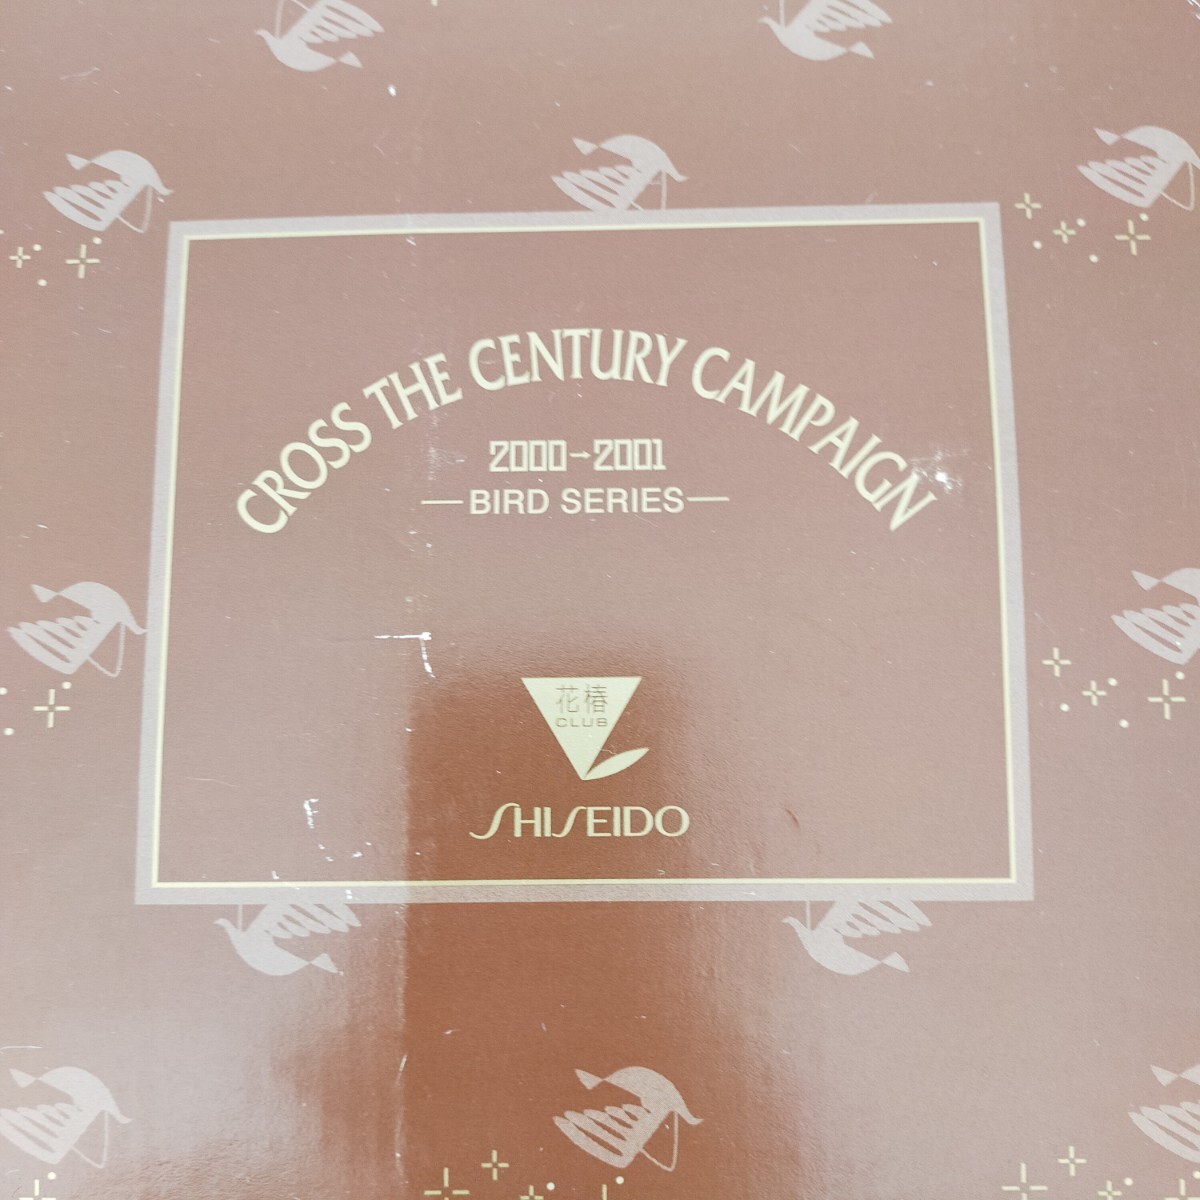 CROSS THE CENTURY CAMPAIGN
2000→2001
—BIRD SERIES—
花椿
CLUB
SHISEIDO